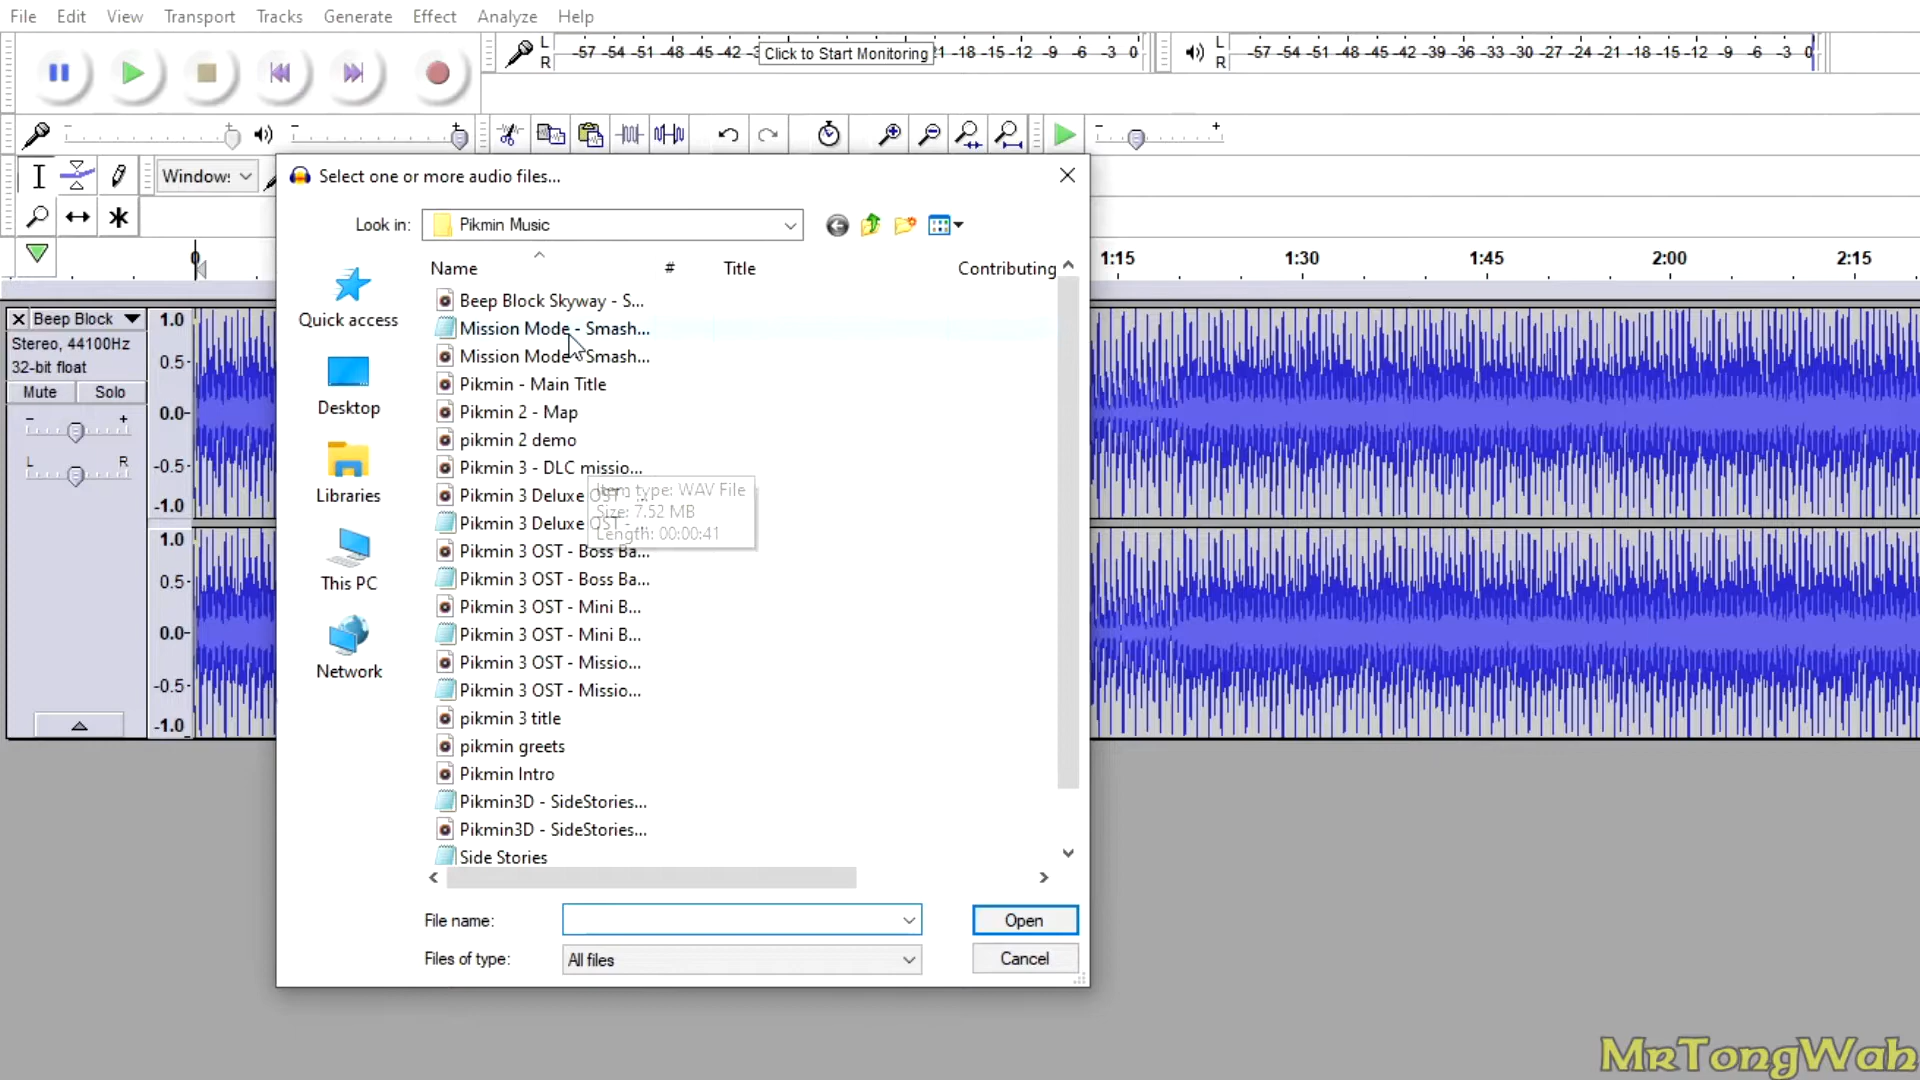 File Edit View Transport Tracks Generate Effect Analyze Help
L
R
-57 -54 -51 -48 -45 -42 -3 Click to Start Monitoring 1 -18 -15 -12 -9 -6 -3 0
L
R
-57 -54 -51 -48 -45 -42 -39 -36 -33 -30 -27 -24 -21 -18 -15 -12 -9 -6 -3 0
Window:
Select one or more audio files...
Look in: Pikmin Music
0 1:15 1:30 1:45 2:00 2:15
Name # Title Contributing
Quick access
Desktop
Libraries
This PC
Network
Beep Block Skyway - S...
Mission Mode - Smash...
Mission Mode - Smash...
Pikmin - Main Title
Pikmin 2 - Map
pikmin 2 demo
Pikmin 3 - DLC missio...
Pikmin 3 Deluxe OST - ...
Pikmin 3 Deluxe OST - ...
Pikmin 3 OST - Boss Ba...
Pikmin 3 OST - Boss Ba...
Pikmin 3 OST - Mini B...
Pikmin 3 OST - Mini B...
Pikmin 3 OST - Missio...
Pikmin 3 OST - Missio...
pikmin 3 title
pikmin greets
Pikmin Intro
Pikmin3D - SideStories...
Pikmin3D - SideStories...
Side Stories
Item type: WAV File
Size: 7.52 MB
Length: 00:00:41
File name: Open
Files of type: All files Cancel
Beep Block
Stereo, 44100Hz
32-bit float
Mute Solo
- +
L R
1.0
0.5-
0.0-
-0.5-
-1.0
1.0
0.5-
0.0-
-0.5-
-1.0
MrTongWah